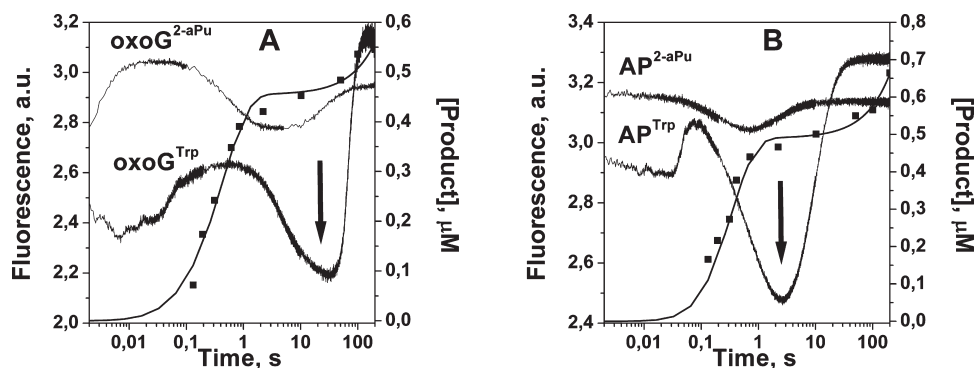 A
oxoG2-aPu
oxoGTrp
Fluorescence, a.u.
3,2
3,0
2,8
2,6
2,4
2,2
2,0
0,6
0,5
0,4
0,3
0,2
0,1
0,0
[Product], μM
0,01 0,1 1 10 100
Time, s
B
AP2-aPu
APTrp
Fluorescence, a.u.
3,4
3,2
3,0
2,8
2,6
2,4
0,8
0,7
0,6
0,5
0,4
0,3
0,2
0,1
0,0
[Product], μM
0,01 0,1 1 10 100
Time, s